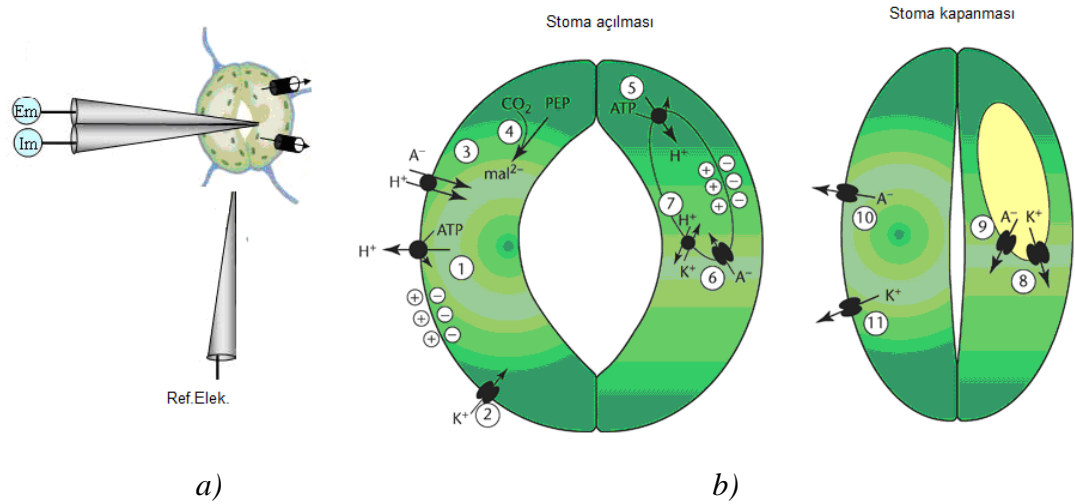 Em
Im
Ref.Elek.
a)
Stoma açılması
CO2 PEP
4
mal2−
3
A−
H+
ATP
H+
1
+ −
+ −
+ −
K+
2
5
ATP
H+
+ −
+ −
+ −
7
H+
K+
6
A−
b)
Stoma kapanması
A−
10
K+
11
9
A− K+
8